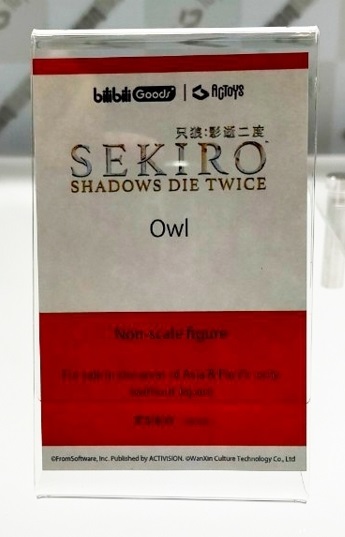 bilibili Goods | ACTOYS
只狼:影逝二度
SEKIRO™
SHADOWS DIE TWICE
Owl
Non-scale figure
©FromSoftware, Inc. Published by ACTIVISION. ©WanXin Culture Technology Co., Ltd